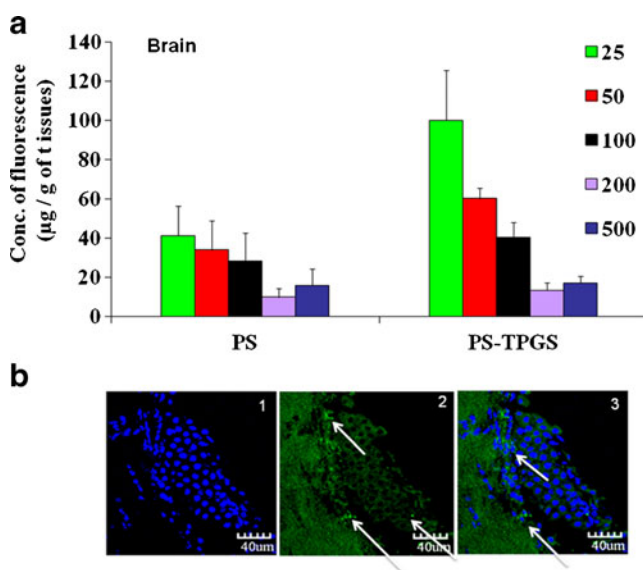 a
Brain
Conc. of fluorescence
(µg / g of t issues)
140
120
100
80
60
40
20
0
PS
PS-TPGS
25
50
100
200
500
b
1
2
3
40um
40um
40um